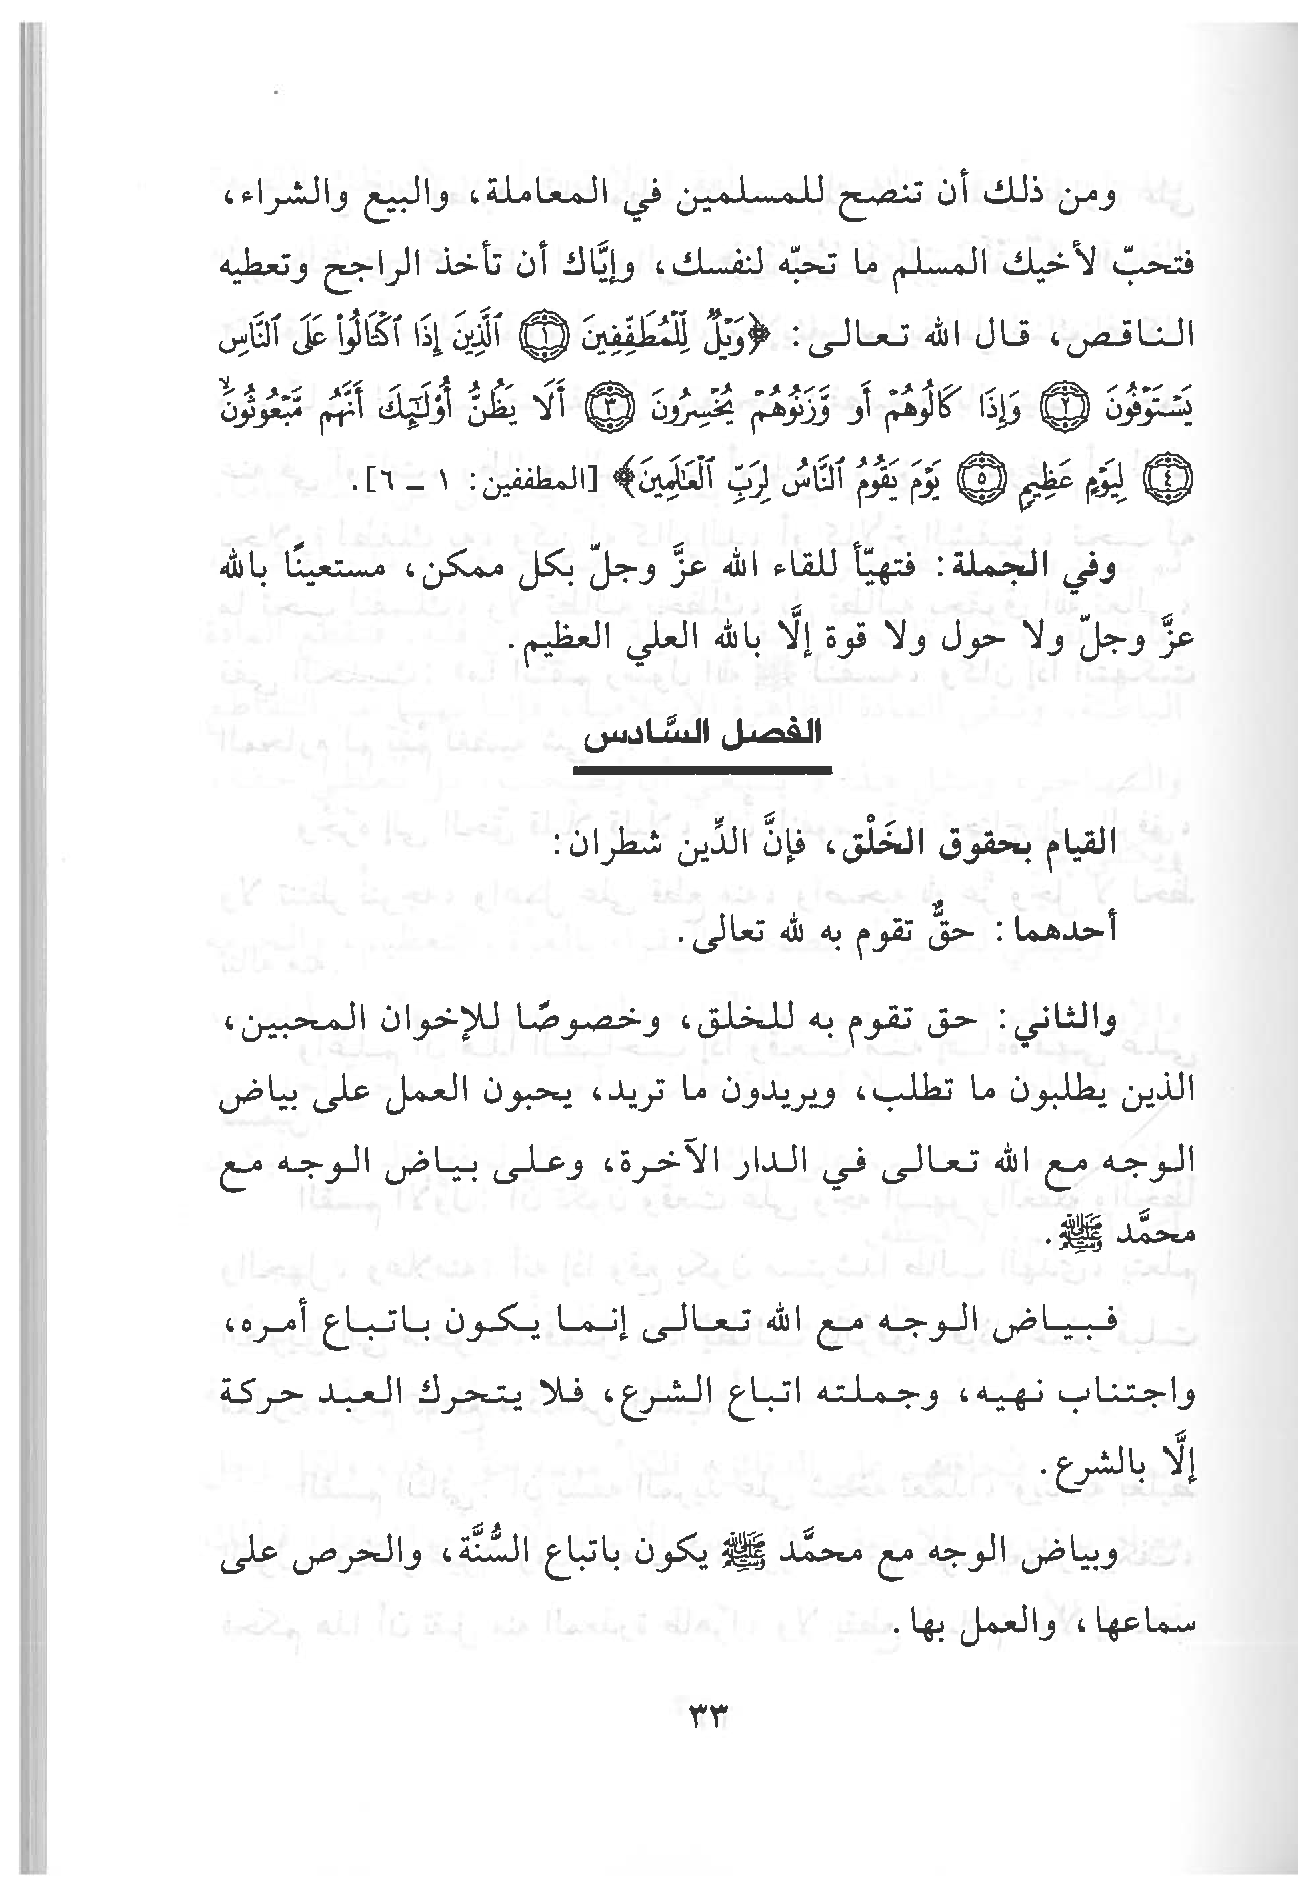 ومن ذلك أن تنصح للمسلمين في المعاملة، والبيع والشراء،
فتحبّ لأخيك المسلم ما تحبّه لنفسك، وإيَّاك أن تأخذ الراجح وتعطيه
الناقص، قال الله تعالى: ﴿وَيْلٌ لِّلْمُطَفِّفِينَ ۝١ ٱلَّذِينَ إِذَا ٱكْتَالُوا۟ عَلَى ٱلنَّاسِ
يَسْتَوْفُونَ ۝٢ وَإِذَا كَالُوهُمْ أَو وَّزَنُوهُمْ يُخْسِرُونَ ۝٣ أَلَا يَظُنُّ أُو۟لَٰٓئِكَ أَنَّهُم مَّبْعُوثُونَۙ
۝٤ لِيَوْمٍ عَظِيمٍ ۝٥ يَوْمَ يَقُومُ ٱلنَّاسُ لِرَبِّ ٱلْعَٰلَمِينَ﴾ [المطففين: ١ ـ ٦].
وفي الجملة: فتهيّأ للقاء الله عزَّ وجلّ بكل ممكن، مستعينًا بالله
عزَّ وجلّ ولا حول ولا قوة إلَّا بالله العلي العظيم.
الفصل السَّادس
القيام بحقوق الخَلْق، فإنَّ الدِّين شطران:
أحدهما: حقٌّ تقوم به لله تعالى.
والثاني: حق تقوم به للخلق، وخصوصًا للإخوان المحبين،
الذين يطلبون ما تطلب، ويريدون ما تريد، يحبون العمل على بياض
الوجه مع الله تعالى في الدار الآخرة، وعلى بياض الوجه مع
محمَّد ﷺ.
فبياض الوجه مع الله تعالى إنما يكون باتباع أمره،
واجتناب نهيه، وجملته اتباع الشرع، فلا يتحرك العبد حركة
إلَّا بالشرع.
وبياض الوجه مع محمَّد ﷺ يكون باتباع السُّنَّة، والحرص على
سماعها، والعمل بها.
٣٣